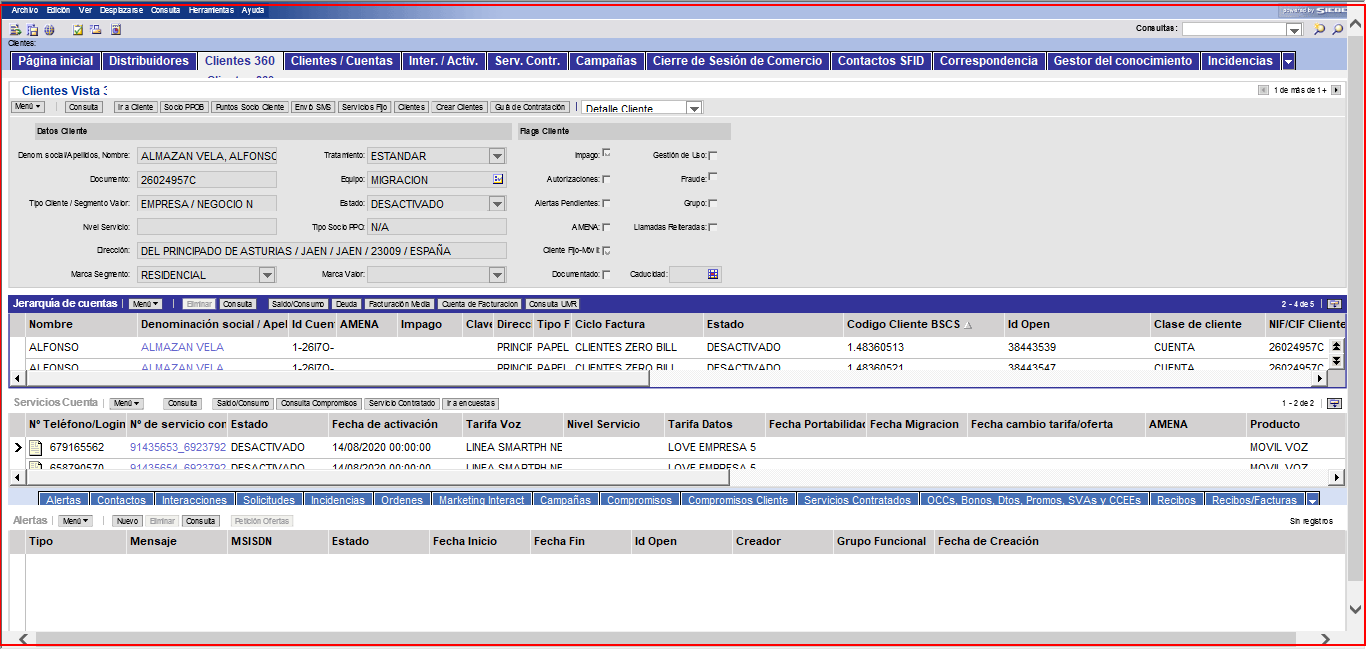 Archivo Edición Ver Desplazarse Consulta Herramientas Ayuda
powered by
Consultas:
Clientes:
Página inicial Distribuidores Clientes 360 Clientes / Cuentas Inter. / Activ. Serv. Contr. Campañas Cierre de Sesión de Comercio Contactos SFID Correspondencia Gestor del conocimiento Incidencias
Clientes Vista 1 de más de 1+
Menú Consulta Ir a Cliente Socio PPOB Puntos Socio Cliente Envió SMS Servicios Fijo Clientes Crear Clientes Guía de Contratación Detalle Cliente
Datos Cliente Flags Cliente
Denom. social/Apellidos, Nombre: ALMAZAN VELA, ALFONSO Tratamiento: ESTANDAR Impago: Gestión de Uso:
Documento: 26024957C Equipo: MIGRACION Autorizaciones: Fraude:
Tipo Cliente / Segmento Valor: EMPRESA / NEGOCIO N Estado: DESACTIVADO Alertas Pendientes: Grupo:
Nivel Servicio: Tipo Socio PPO: N/A AMENA: Llamadas Reiteradas:
Dirección: DEL PRINCIPADO DE ASTURIAS / JAEN / JAEN / 23009 / ESPAÑA Cliente Fijo-Móvil:
Marca Segmento: RESIDENCIAL Marca Valor: Documentado: Caducidad:
Jerarquía de cuentas Menú Eliminar Consulta Saldo/Consumo Deuda Facturación Media Cuenta de Facturacion Consulta UMR 2 - 4 de 5
Nombre Denominación social / Apel Id Cuen AMENA Impago Clave Direcc Tipo F Ciclo Factura Estado Codigo Cliente BSCS Id Open Clase de cliente NIF/CIF Cliente
ALFONSO ALMAZAN VELA 1-26I7O- PRINCIF PAPEL CLIENTES ZERO BILL DESACTIVADO 1.48360513 38443539 CUENTA 26024957C
ALFONSO ALMAZAN VELA 1-26I7O- PRINCIF PAPEL CLIENTES ZERO BILL DESACTIVADO 1.48360521 38443547 CUENTA 26024957C
Servicios Cuenta Menú Consulta Saldo/Consumo Consulta Compromisos Servicio Contratado Ir a encuestas 1 - 2 de 2
Nº Teléfono/Login Nº de servicio con Estado Fecha de activación Tarifa Voz Nivel Servicio Tarifa Datos Fecha Portabilidad Fecha Migracion Fecha cambio tarifa/oferta AMENA Producto
679165562 91435653_6923792 DESACTIVADO 14/08/2020 00:00:00 LINEA SMARTPH NE LOVE EMPRESA 5 MOVIL VOZ
658790570 91435654_6923792 DESACTIVADO 14/08/2020 00:00:00 LINEA SMARTPH NE LOVE EMPRESA 5 MOVIL VOZ
Alertas Contactos Interacciones Solicitudes Incidencias Ordenes Marketing Interact Campañas Compromisos Compromisos Cliente Servicios Contratados OCCs, Bonos, Dtos, Promos, SVAs y CCEEs Recibos Recibos/Facturas
Alertas Menú Nuevo Eliminar Consulta Petición Ofertas Sin registros
Tipo Mensaje MSISDN Estado Fecha Inicio Fecha Fin Id Open Creador Grupo Funcional Fecha de Creación